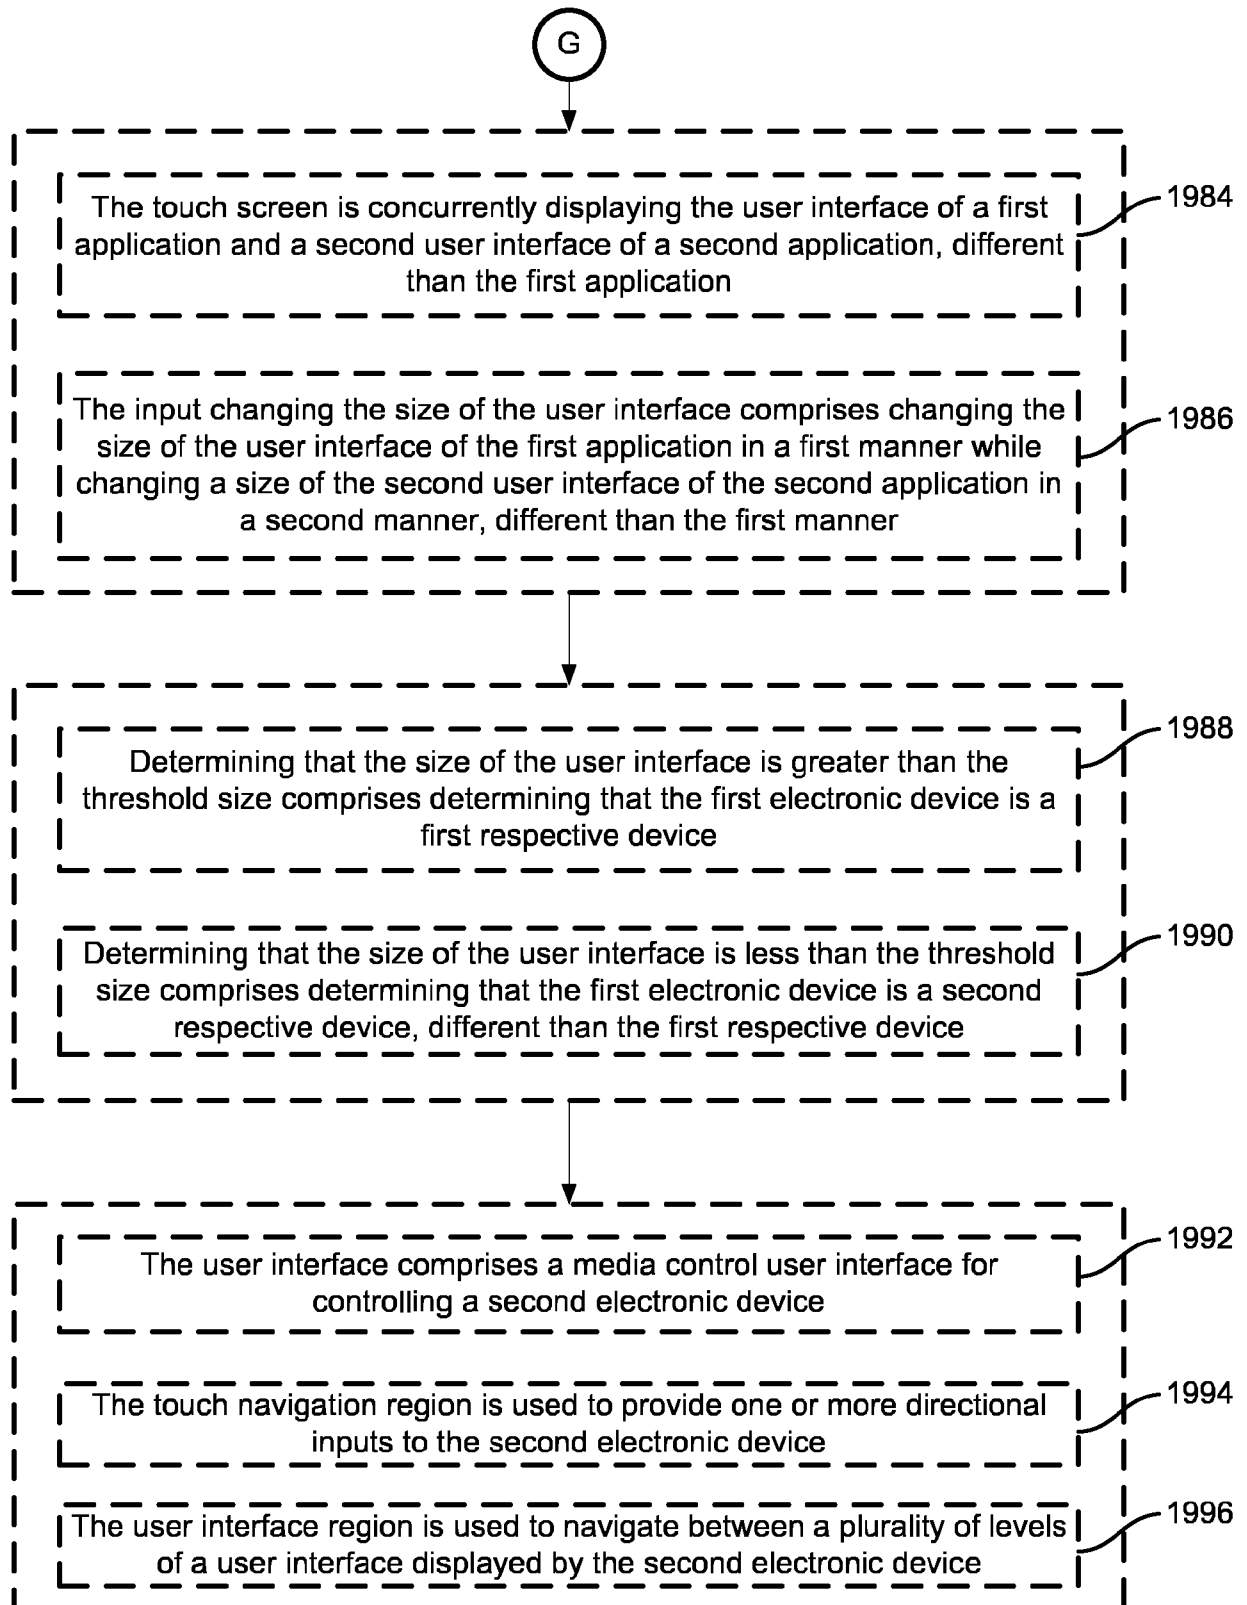 G
The touch screen is concurrently displaying the user interface of a first
application and a second user interface of a second application, different
than the first application
1984
The input changing the size of the user interface comprises changing the
size of the user interface of the first application in a first manner while
changing a size of the second user interface of the second application in
a second manner, different than the first manner
1986
Determining that the size of the user interface is greater than the
threshold size comprises determining that the first electronic device is a
first respective device
1988
Determining that the size of the user interface is less than the threshold
size comprises determining that the first electronic device is a second
respective device, different than the first respective device
1990
The user interface comprises a media control user interface for
controlling a second electronic device
1992
The touch navigation region is used to provide one or more directional
inputs to the second electronic device
1994
The user interface region is used to navigate between a plurality of levels
of a user interface displayed by the second electronic device
1996